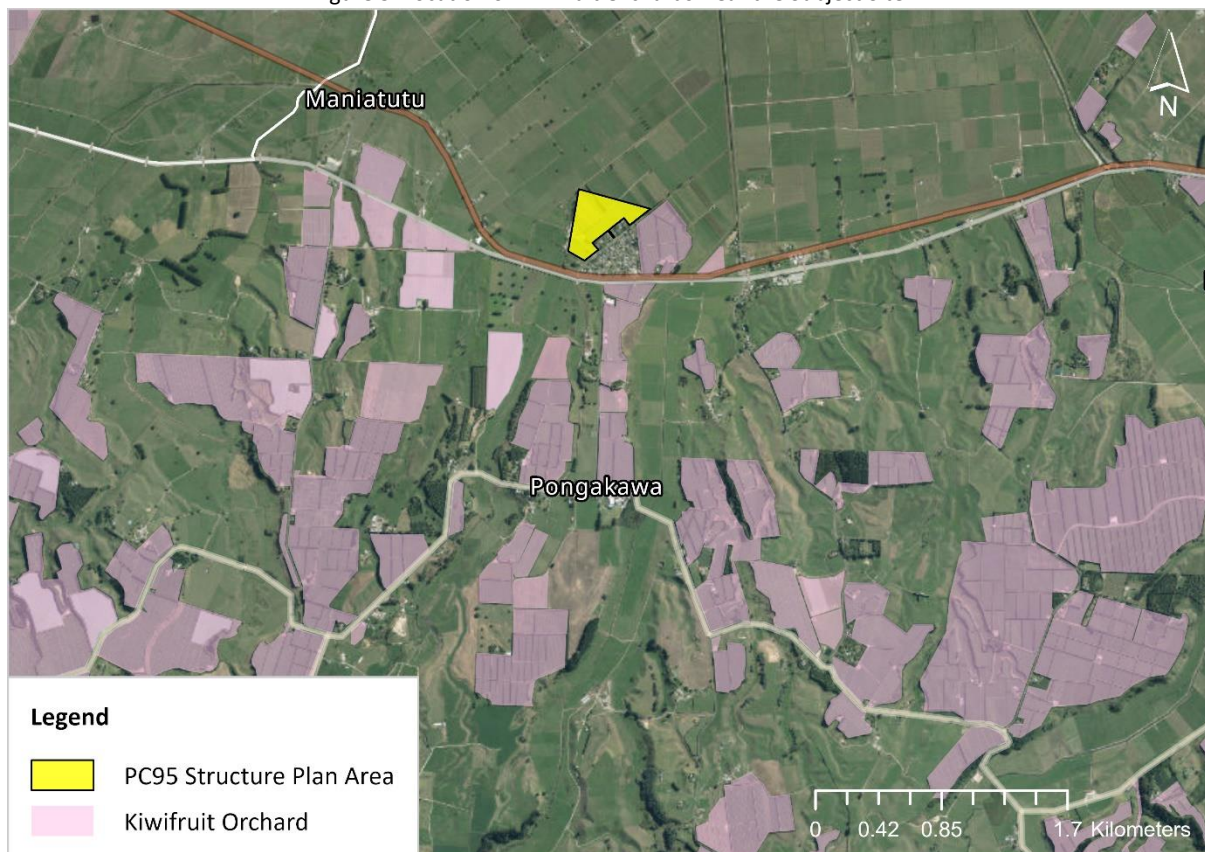 Maniatutu
N
Pongakawa
Legend
PC95 Structure Plan Area
Kiwifruit Orchard
0 0.42 0.85 1.7 Kilometers